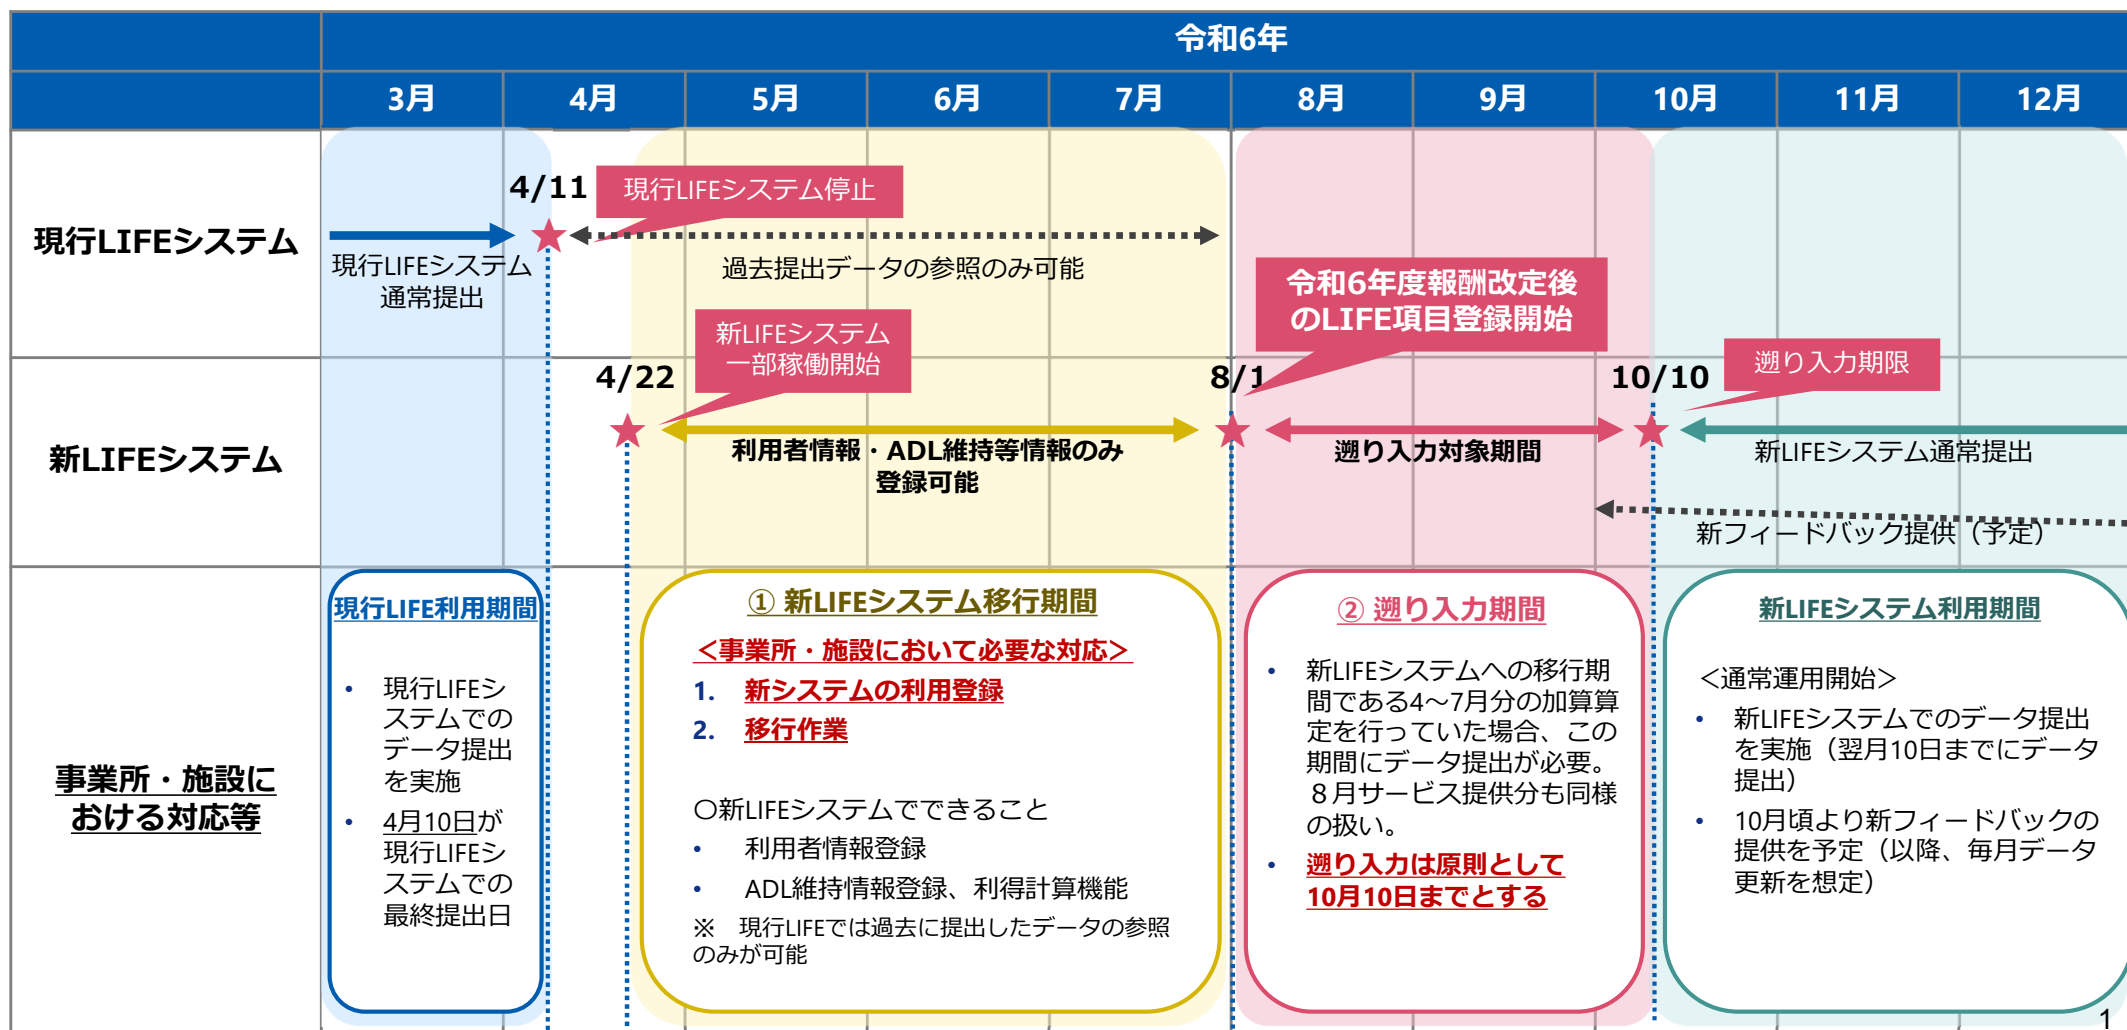 令和6年
3月 4月 5月 6月 7月 8月 9月 10月 11月 12月
現行LIFEシステム
現行LIFEシステム
通常提出
4/11
現行LIFEシステム停止
過去提出データの参照のみ可能
新LIFEシステム
4/22
新LIFEシステム
一部稼働開始
利用者情報・ADL維持等情報のみ
登録可能
8/1
令和6年度報酬改定後
のLIFE項目登録開始
遡り入力対象期間
10/10
遡り入力期限
新LIFEシステム通常提出
新フィードバック提供（予定）
事業所・施設に
おける対応等
現行LIFE利用期間
• 現行LIFEシ
ステムでの
データ提出
を実施
• 4月10日が
現行LIFEシ
ステムでの
最終提出日
① 新LIFEシステム移行期間
＜事業所・施設において必要な対応＞
1. 新システムの利用登録
2. 移行作業
〇新LIFEシステムでできること
• 利用者情報登録
• ADL維持情報登録、利得計算機能
※　現行LIFEでは過去に提出したデータの参照
のみが可能
② 遡り入力期間
• 新LIFEシステムへの移行期
間である4～7月分の加算算
定を行っていた場合、この
期間にデータ提出が必要。
８月サービス提供分も同様
の扱い。
• 遡り入力は原則として
10月10日までとする
新LIFEシステム利用期間
＜通常運用開始＞
• 新LIFEシステムでのデータ提出
を実施（翌月10日までにデータ
提出）
• 10月頃より新フィードバックの
提供を予定（以降、毎月データ
更新を想定）
1